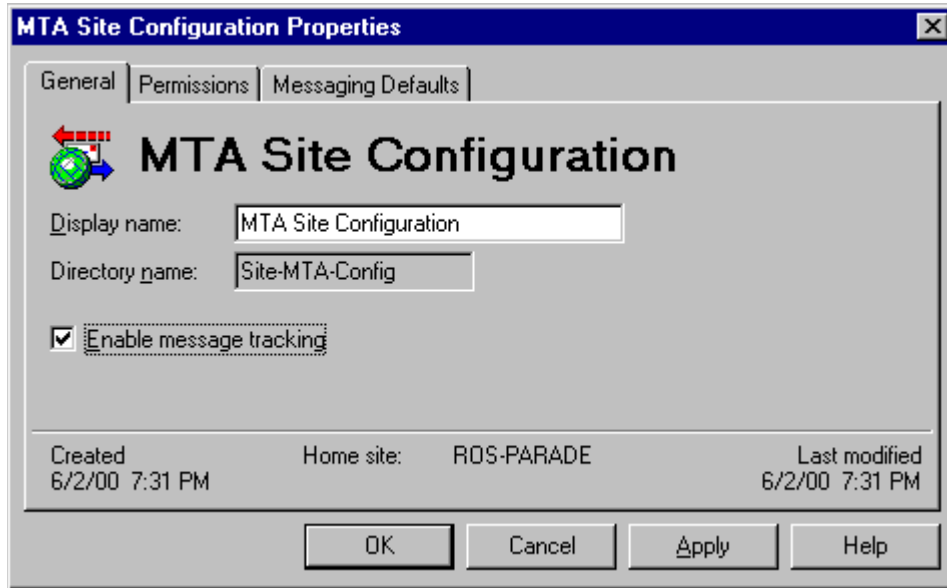 MTA Site Configuration Properties
General Permissions Messaging Defaults
MTA Site Configuration
Display name: MTA Site Configuration
Directory name: Site-MTA-Config
Enable message tracking
Created Home site: ROS-PARADE Last modified
6/2/00 7:31 PM 6/2/00 7:31 PM
OK Cancel Apply Help